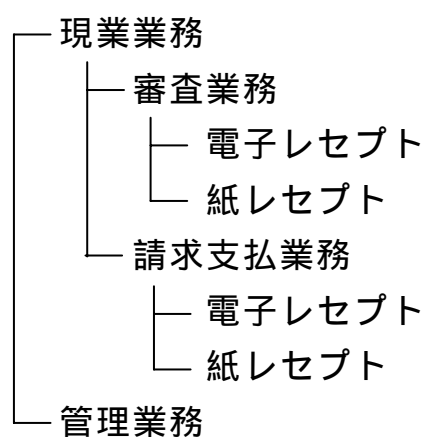 現業業務
審査業務
電子レセプト
紙レセプト
請求支払業務
電子レセプト
紙レセプト
管理業務